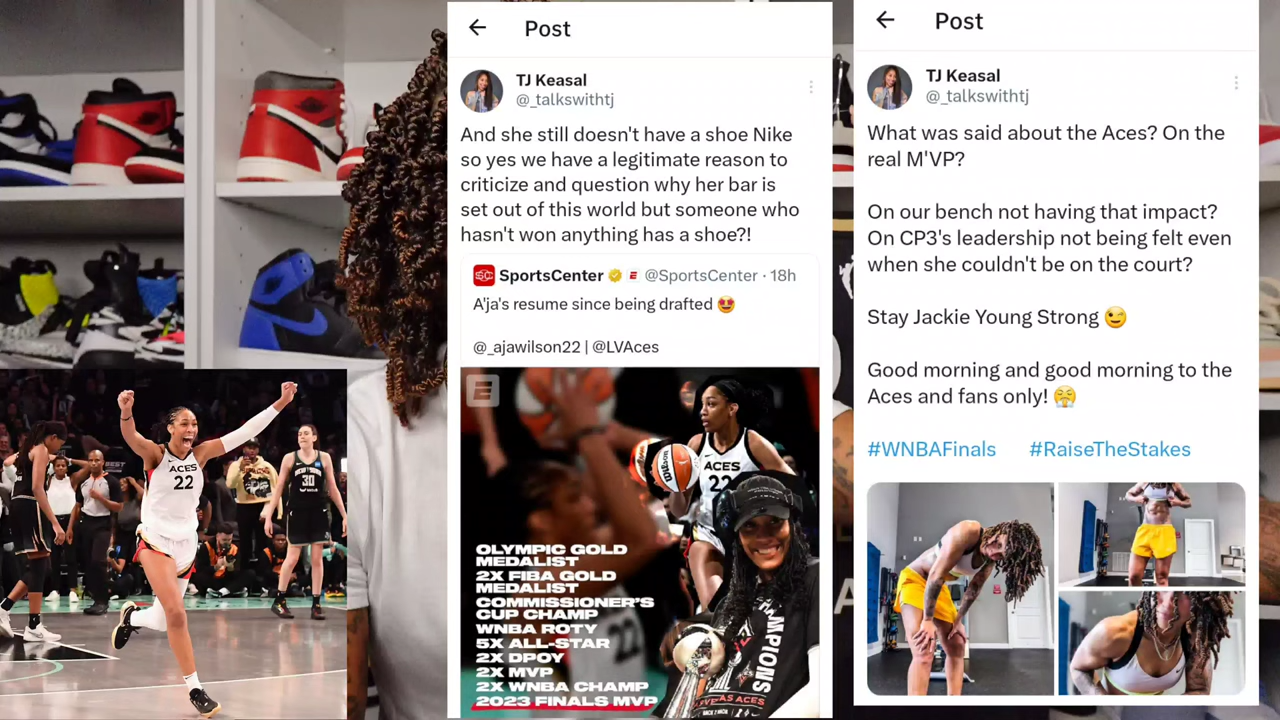 Post
TJ Keasal
@_talkswithtj
And she still doesn't have a shoe Nike
so yes we have a legitimate reason to
criticize and question why her bar is
set out of this world but someone who
hasn't won anything has a shoe?!
SC SportsCenter E @SportsCenter · 18h
A'ja's resume since being drafted 🤩
@_ajawilson22 | @LVAces
E
ACES
22
OLYMPIC GOLD
MEDALIST
2X FIBA GOLD
MEDALIST
COMMISSIONER'S
CUP CHAMP
WNBA ROTY
5X ALL-STAR
2X DPOY
2X MVP
2X WNBA CHAMP
2023 FINALS MVP
Post
TJ Keasal
@_talkswithtj
What was said about the Aces? On the
real M'VP?
On our bench not having that impact?
On CP3's leadership not being felt even
when she couldn't be on the court?
Stay Jackie Young Strong 😉
Good morning and good morning to the
Aces and fans only! 😤
#WNBAFinals #RaiseTheStakes
ACES
22
NEW YORK
30